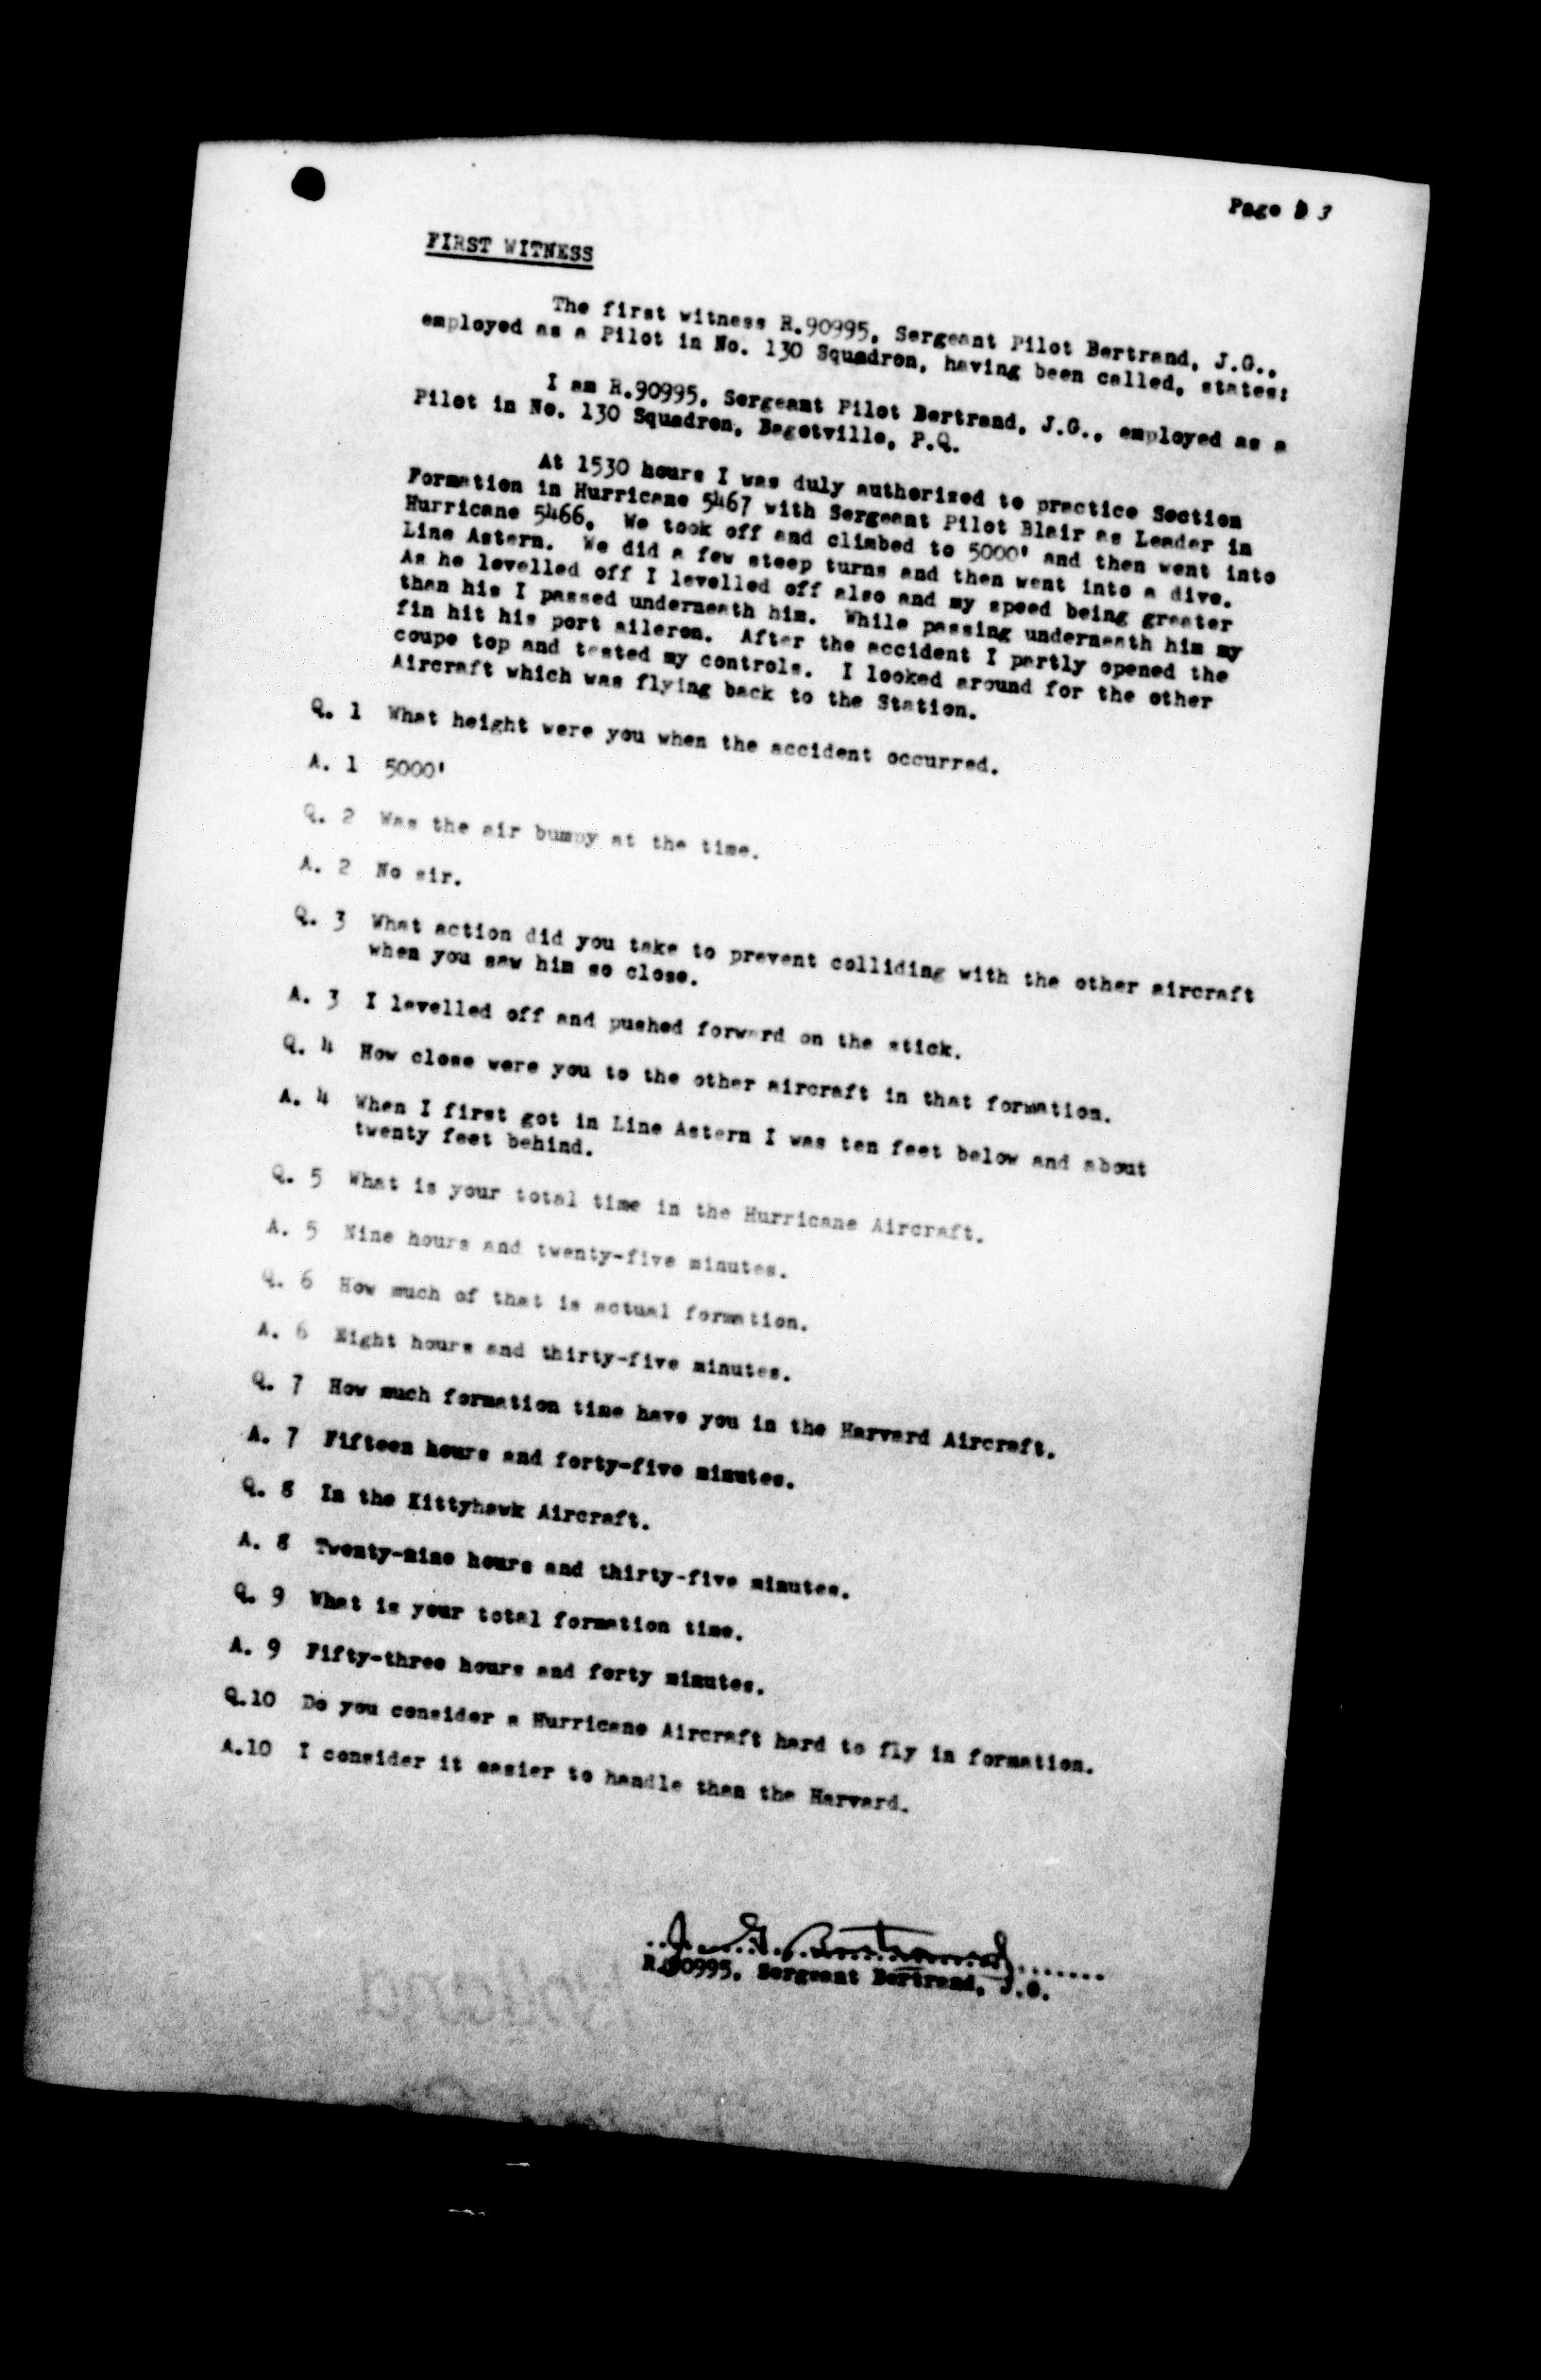 Page 3
FIRST WITNESS
The first witness R.90995, Sergeant Pilot Bertrand, J.G.,
employed as a Pilot in No. 130 Squadron, having been called, states:
I am R.90995, Sergeant Pilot Bertrand, J.G., employed as a
Pilot in No. 130 Squadron, Bagotville, P.Q.
At 1530 hours I was duly authorized to practice Section
Formation in Hurricane 5467 with Sergeant Pilot Blair as Leader in
Hurricane 5466. We took off and climbed to 5000' and then went into
Line Astern. We did a few steep turns and then went into a dive.
As he levelled off I levelled off also and my speed being greater
than his I passed underneath him. While passing underneath him my
fin hit his port aileron. After the accident I partly opened the
coupe top and tested my controls. I looked around for the other
Aircraft which was flying back to the Station.
Q. 1 What height were you when the accident occurred.
A. 1 5000'
Q. 2 Was the air bumpy at the time.
A. 2 No sir.
Q. 3 What action did you take to prevent colliding with the other aircraft
when you saw him so close.
A. 3 I levelled off and pushed forward on the stick.
Q. 4 How close were you to the other aircraft in that formation.
A. 4 When I first got in Line Astern I was ten feet below and about
twenty feet behind.
Q. 5 What is your total time in the Hurricane Aircraft.
A. 5 Nine hours and twenty-five minutes.
Q. 6 How much of that is actual formation.
A. 6 Eight hours and thirty-five minutes.
Q. 7 How much formation time have you in the Harvard Aircraft.
A. 7 Fifteen hours and forty-five minutes.
Q. 8 In the Kittyhawk Aircraft.
A. 8 Twenty-nine hours and thirty-five minutes.
Q. 9 What is your total formation time.
A. 9 Fifty-three hours and forty minutes.
Q.10 Do you consider a Hurricane Aircraft hard to fly in formation.
A.10 I consider it easier to handle than the Harvard.
J. G. Bertrand
R.90995, Sergeant Bertrand, J.G.